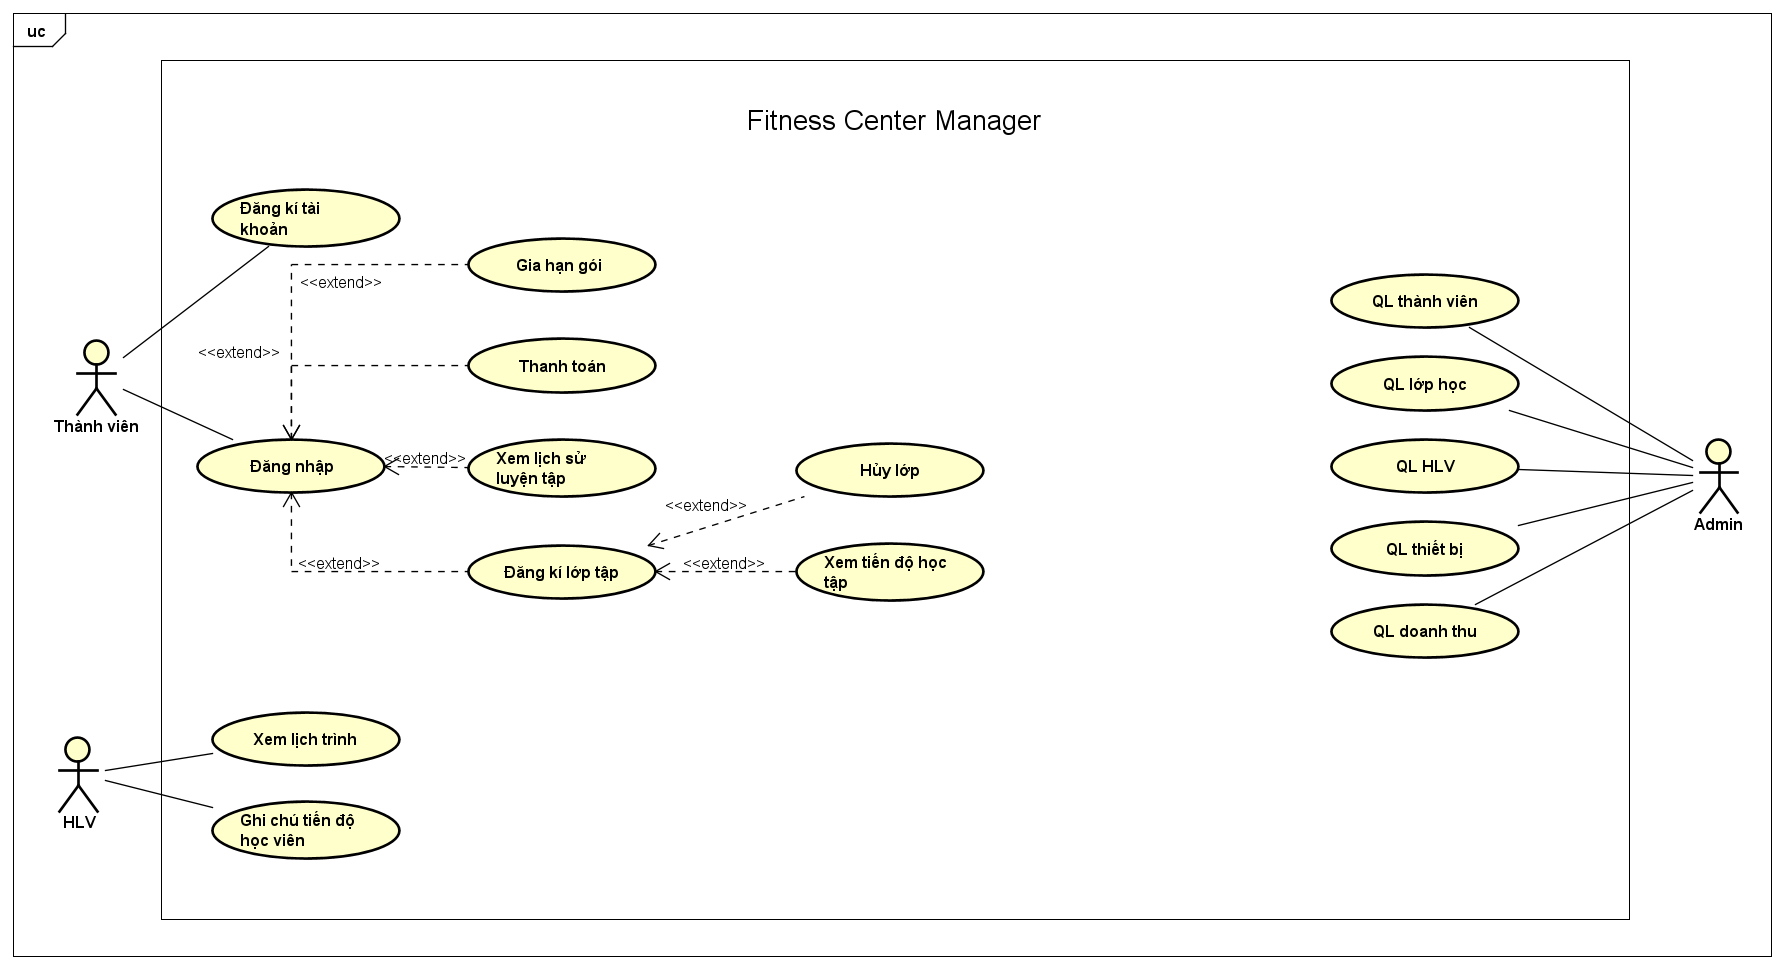 uc
Fitness Center Manager
Đăng kí tài
khoản
Gia hạn gói
<<extend>>
<<extend>>
Thanh toán
Thành viên
Đăng nhập
<<extend>>
Xem lịch sử
luyện tập
Hủy lớp
<<extend>>
<<extend>>
Đăng kí lớp tập
<<extend>>
Xem tiến độ học
tập
QL thành viên
QL lớp học
QL HLV
QL thiết bị
QL doanh thu
Admin
Xem lịch trình
HLV
Ghi chú tiến độ
học viên